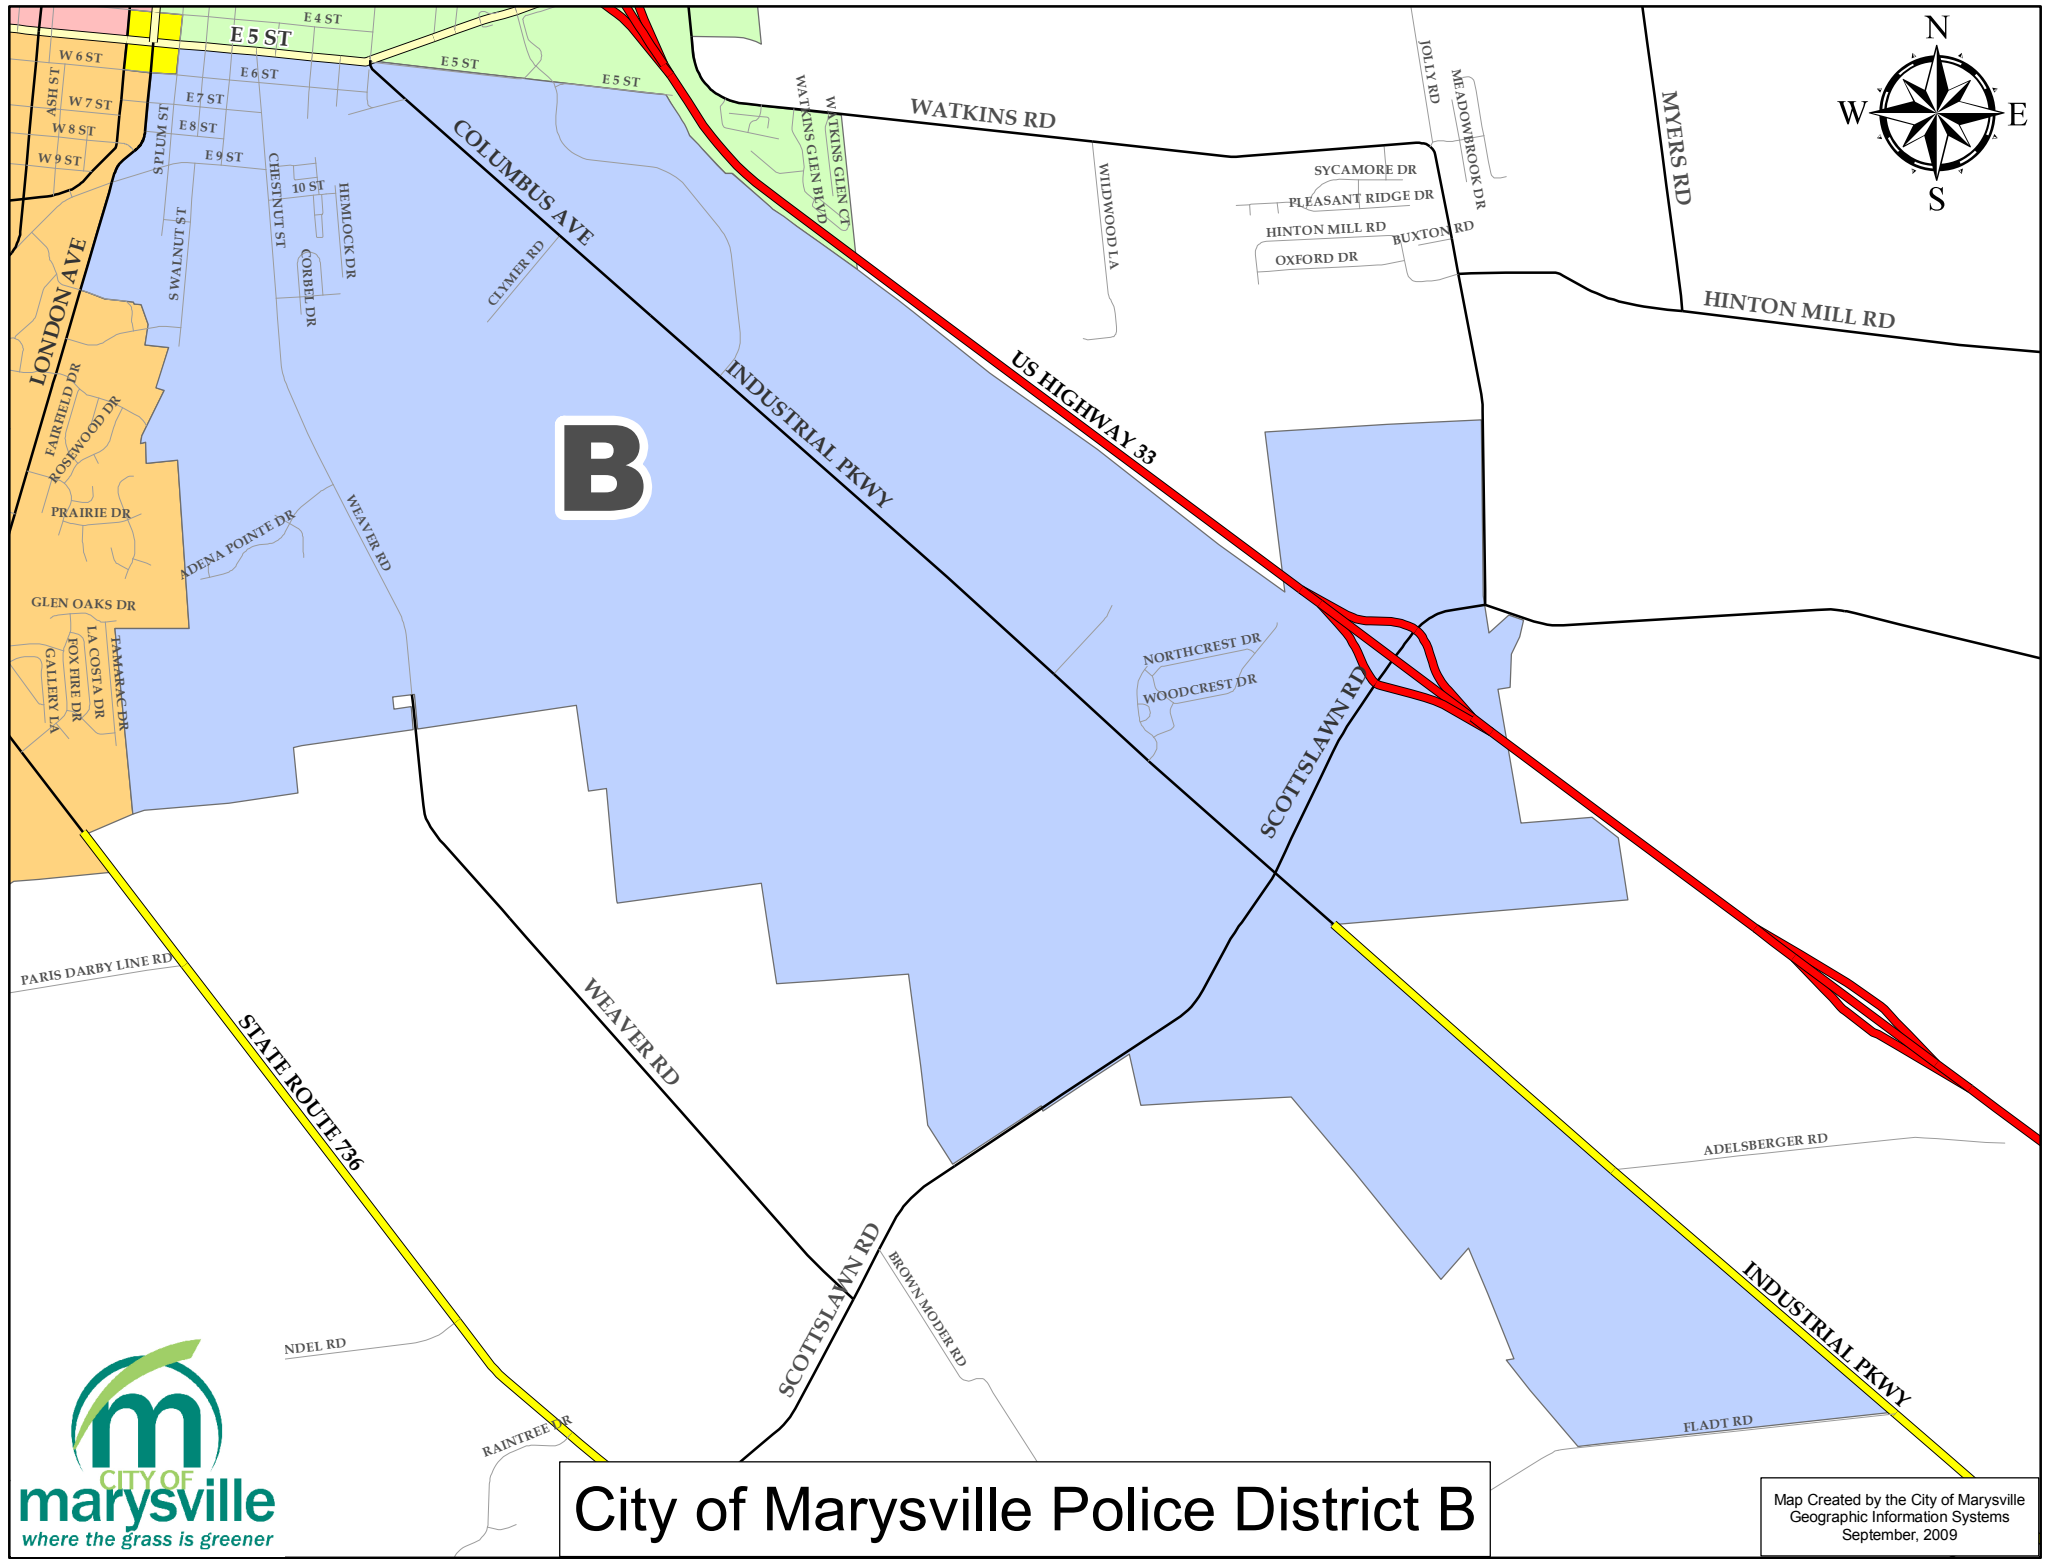 E 4 ST
E 5 ST
W 6 ST
E 6 ST
E 5 ST
E 5 ST
ASH ST
W 7 ST
E 7 ST
S PLUM ST
W 8 ST
E 8 ST
W 9 ST
E 9 ST
CHESTNUT ST
10 ST
HEMLOCK DR
S WALNUT ST
CORBEL DR
COLUMBUS AVE
CLYMER RD
WATKINS GLEN BLVD
WATKINS GLEN CT
WATKINS RD
WILDWOOD LA
JOLLY RD
MEADOWBROOK DR
MYERS RD
SYCAMORE DR
PLEASANT RIDGE DR
HINTON MILL RD
BUXTON RD
OXFORD DR
HINTON MILL RD
N
W
E
S
LONDON AVE
FAIRFIELD DR
ROSEWOOD DR
PRAIRIE DR
ADENA POINTE DR
WEAVER RD
B
INDUSTRIAL PKWY
US HIGHWAY 33
GLEN OAKS DR
GALLERY LA
FOX FIRE DR
LA COSTA DR
TAMARAC DR
NORTHCREST DR
WOODCREST DR
SCOTTSLAWN RD
PARIS DARBY LINE RD
STATE ROUTE 736
WEAVER RD
ADELSBERGER RD
SCOTTSLAWN RD
BROWN MODER RD
INDUSTRIAL PKWY
FLADT RD
NDEL RD
RAINTREE DR
CITY OF
marysville
where the grass is greener
City of Marysville Police District B
Map Created by the City of Marysville
Geographic Information Systems
September, 2009